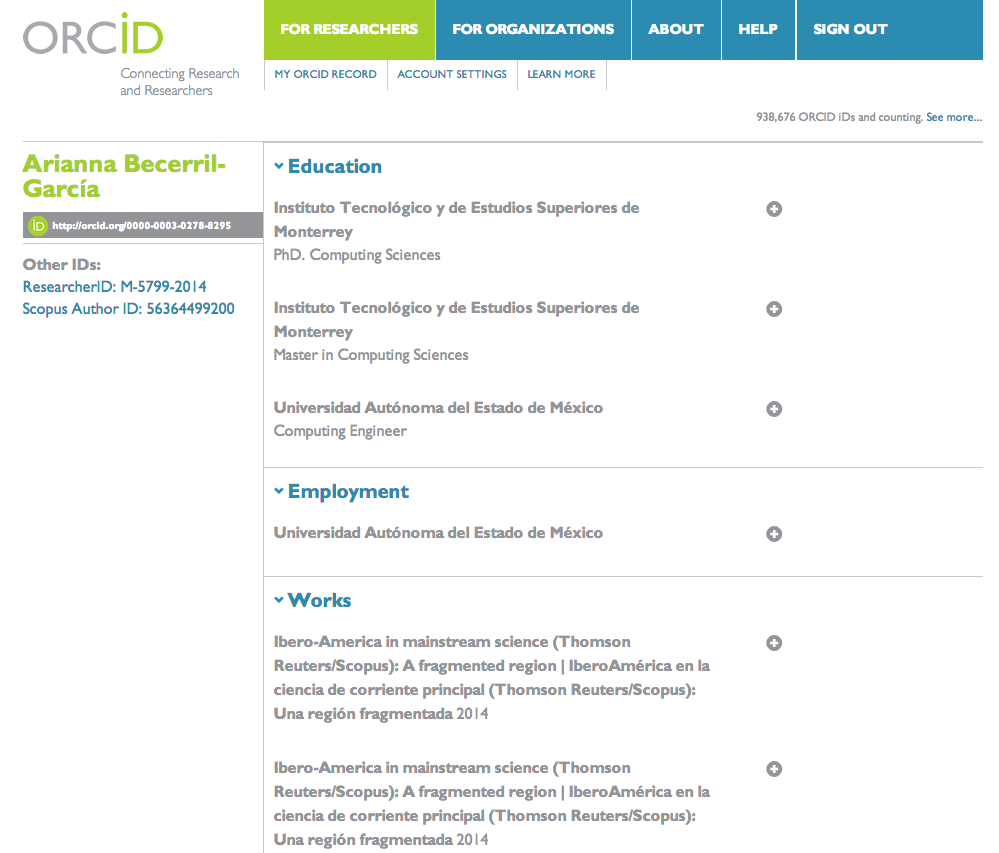 ORCID
Connecting Research
and Researchers
FOR RESEARCHERS
FOR ORGANIZATIONS
ABOUT
HELP
SIGN OUT
MY ORCID RECORD
ACCOUNT SETTINGS
LEARN MORE
938,676 ORCID iDs and counting. See more...
Arianna Becerril-
García
iD http://orcid.org/0000-0003-0278-8295
Other IDs:
ResearcherID: M-5799-2014
Scopus Author ID: 56364499200
Education
Instituto Tecnológico y de Estudios Superiores de
Monterrey
PhD. Computing Sciences
Instituto Tecnológico y de Estudios Superiores de
Monterrey
Master in Computing Sciences
Universidad Autónoma del Estado de México
Computing Engineer
Employment
Universidad Autónoma del Estado de México
Works
Ibero-America in mainstream science (Thomson
Reuters/Scopus): A fragmented region | IberoAmérica en la
ciencia de corriente principal (Thomson Reuters/Scopus):
Una región fragmentada 2014
Ibero-America in mainstream science (Thomson
Reuters/Scopus): A fragmented region | IberoAmérica en la
ciencia de corriente principal (Thomson Reuters/Scopus):
Una región fragmentada 2014